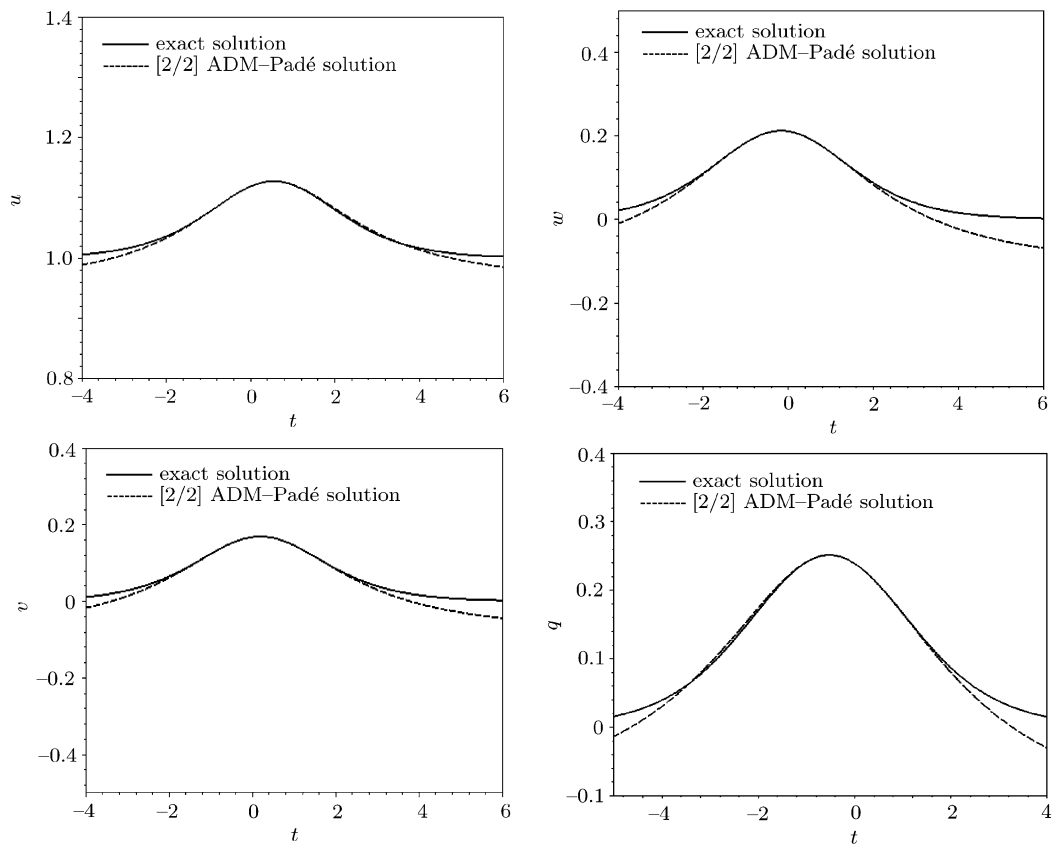 1.4
1.2
1.0
0.8
u
exact solution
[2/2] ADM–Padé solution
−4 −2 0 2 4 6
t
0.4
0.2
0
−0.2
−0.4
w
exact solution
[2/2] ADM–Padé solution
−4 −2 0 2 4 6
t
0.4
0.2
0
−0.2
−0.4
v
exact solution
[2/2] ADM–Padé solution
−4 −2 0 2 4 6
t
0.4
0.3
0.2
0.1
0
−0.1
q
exact solution
[2/2] ADM–Padé solution
−4 −2 0 2 4
t